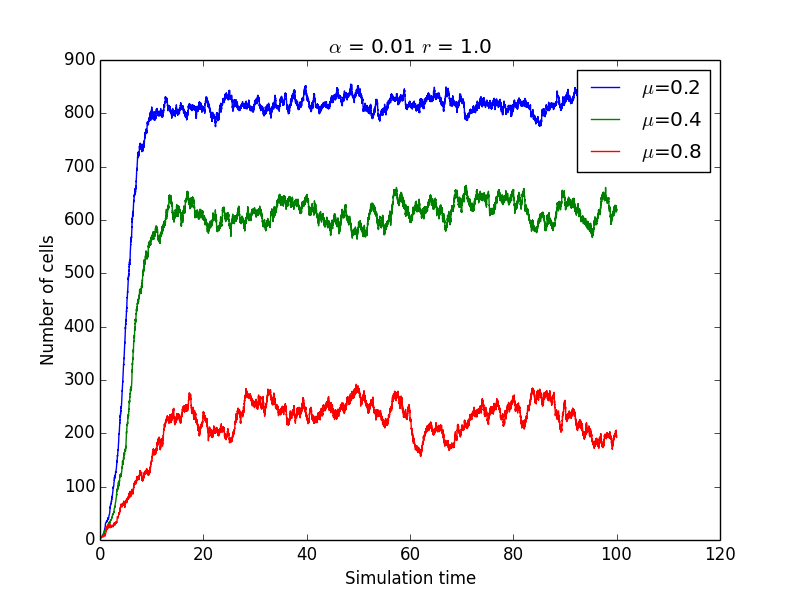 α = 0.01 r = 1.0
900
800
700
600
500
400
300
200
100
0
Number of cells
μ=0.2
μ=0.4
μ=0.8
0 20 40 60 80 100 120
Simulation time